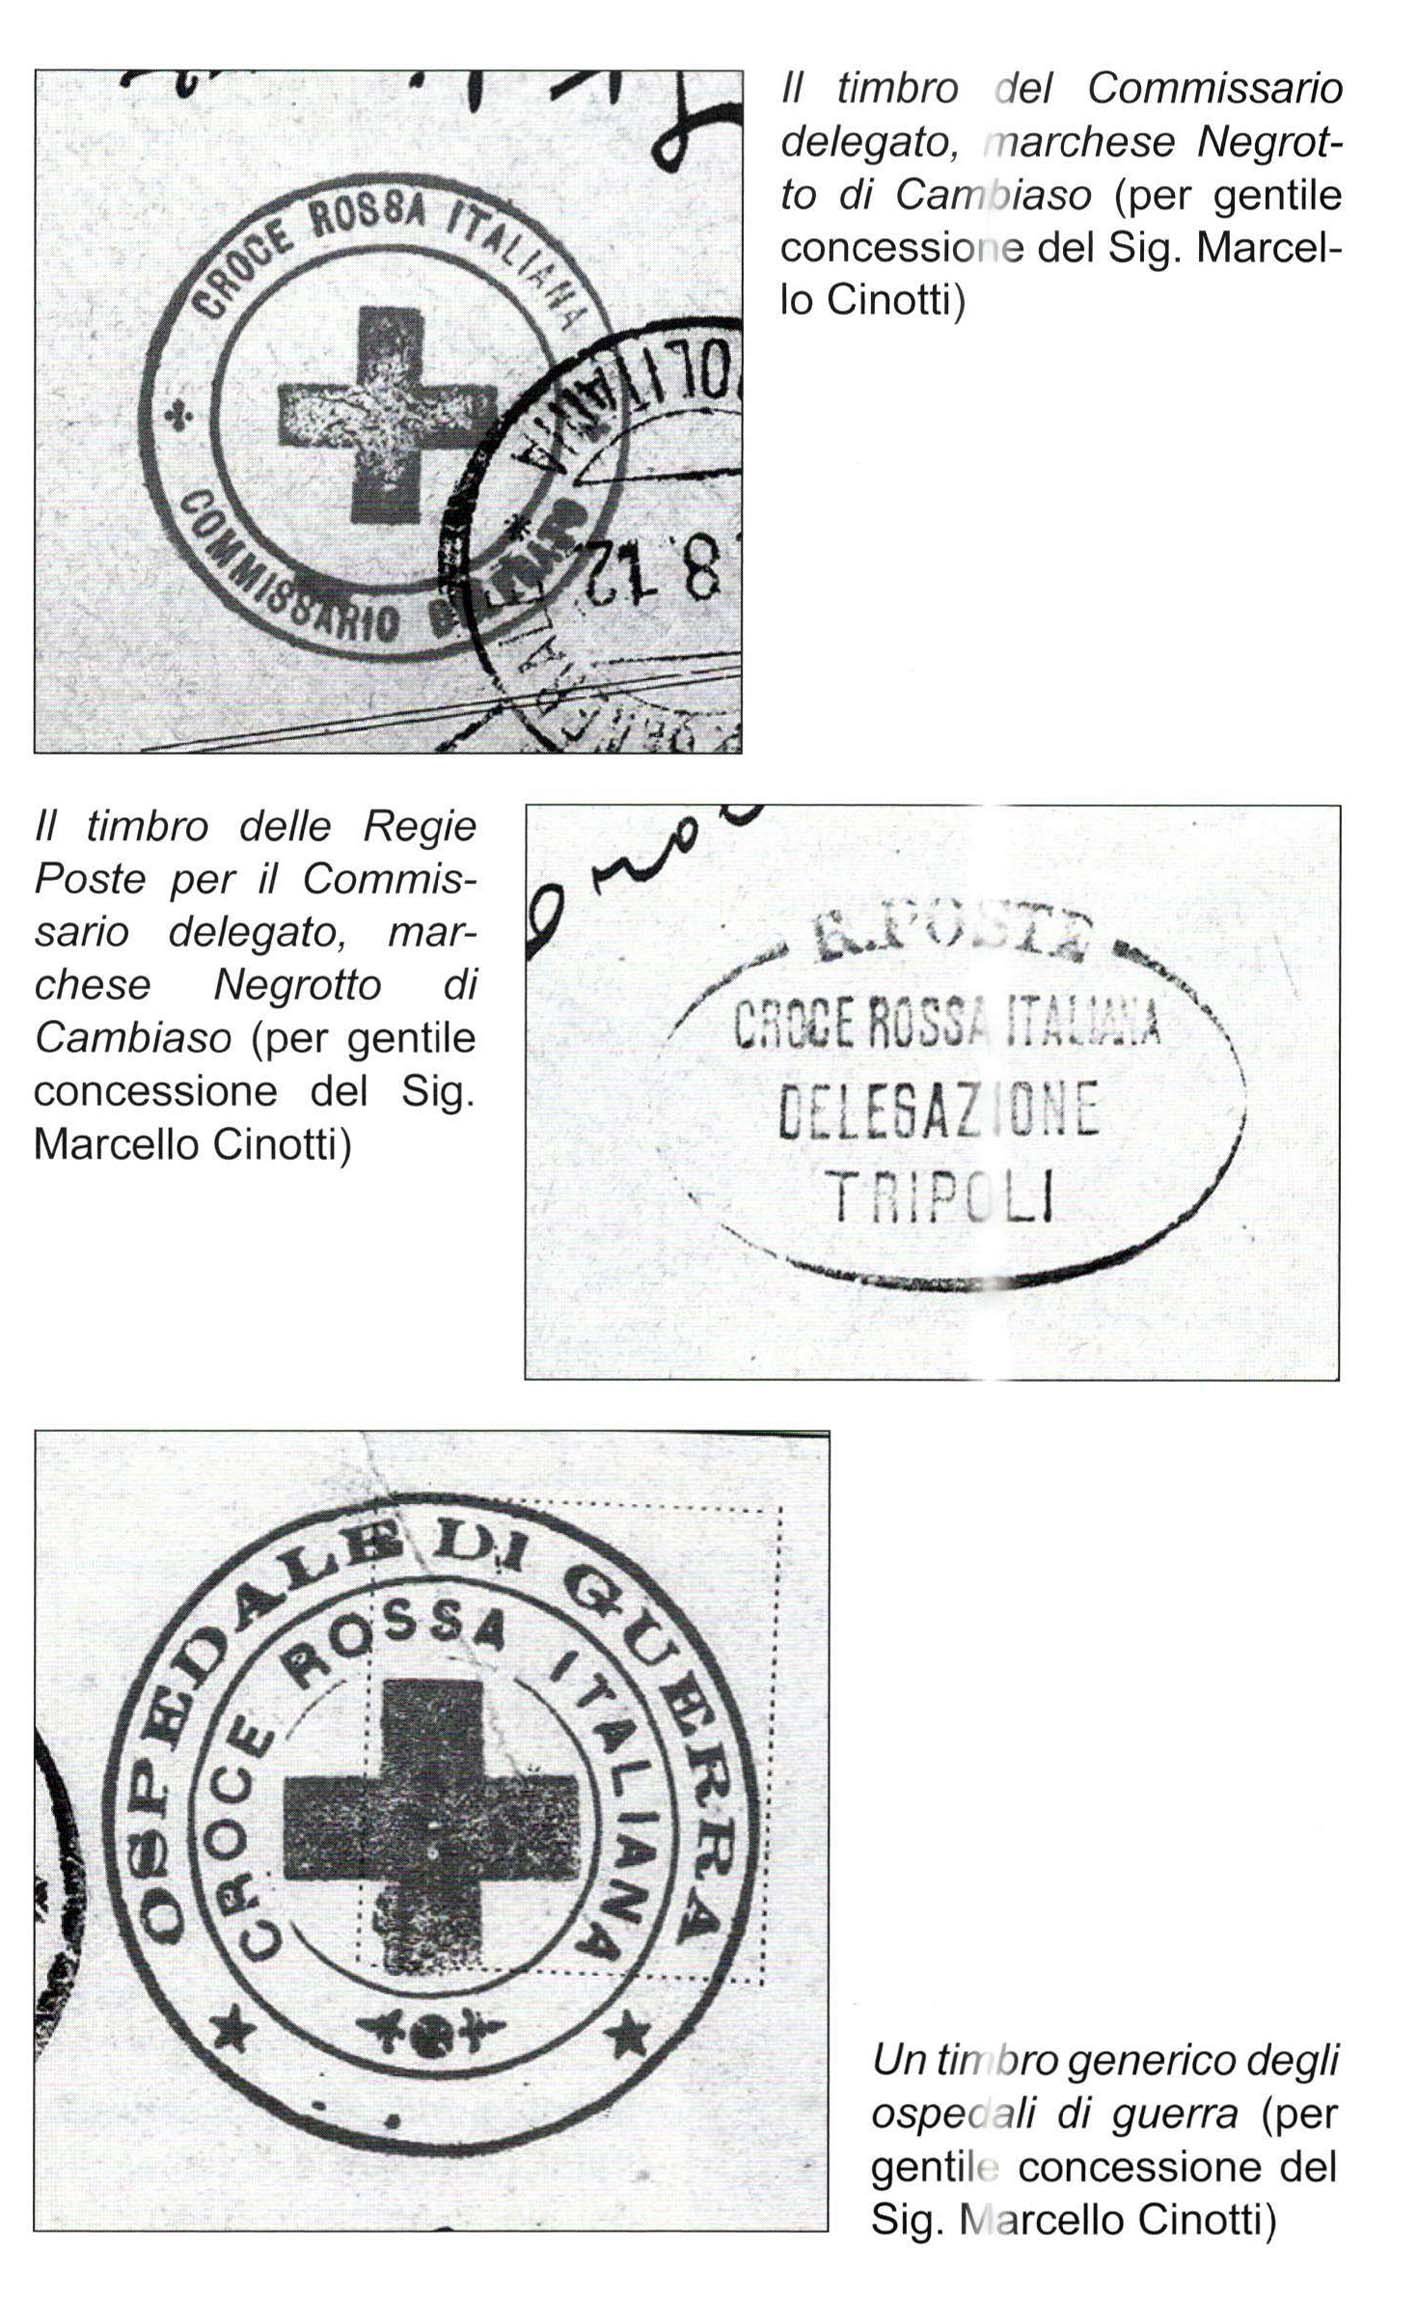 CROCE ROSSA ITALIANA
COMMISSARIO
OLITANIA
8.12
Il timbro del Commissario
delegato, marchese Negrot-
to di Cambiaso (per gentile
concessione del Sig. Marcel-
lo Cinotti)
Il timbro delle Regie
Poste per il Commis-
sario delegato, mar-
chese Negrotto di
Cambiaso (per gentile
concessione del Sig.
Marcello Cinotti)
R. POSTE
CROCE ROSSA ITALIANA
DELEGAZIONE
TRIPOLI
OSPEDALE DI GUERRA
CROCE ROSSA ITALIANA
Un timbro generico degli
ospedali di guerra (per
gentile concessione del
Sig. Marcello Cinotti)